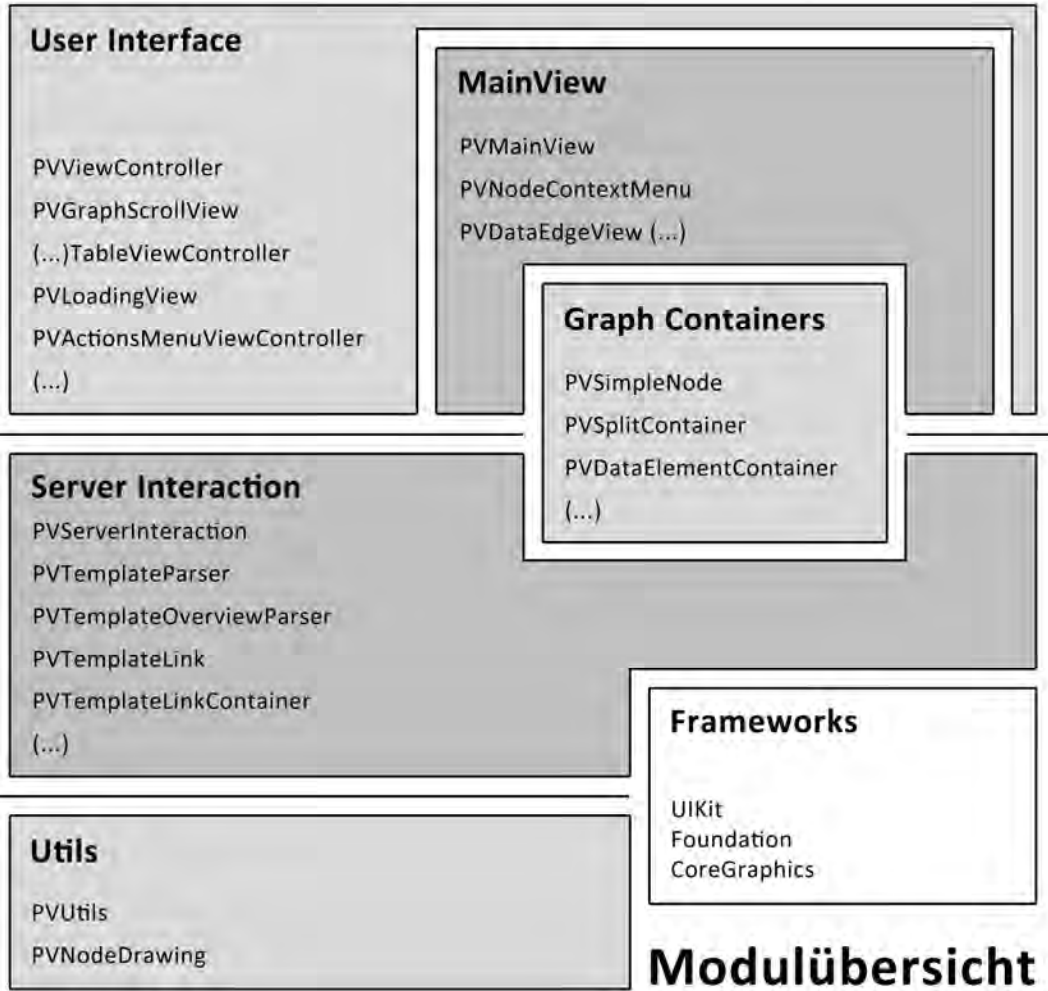 User Interface
PVViewController
PVGraphScrollView
(...)TableViewController
PVLoadingView
PVActionsMenuViewController
(...)
MainView
PVMainView
PVNodeContextMenu
PVDataEdgeView (...)
Graph Containers
PVSimpleNode
PVSplitContainer
PVDataElementContainer
(...)
Server Interaction
PVServerInteraction
PVTemplateParser
PVTemplateOverviewParser
PVTemplateLink
PVTemplateLinkContainer
(...)
Frameworks
UIKit
Foundation
CoreGraphics
Utils
PVUtils
PVNodeDrawing
Modulübersicht